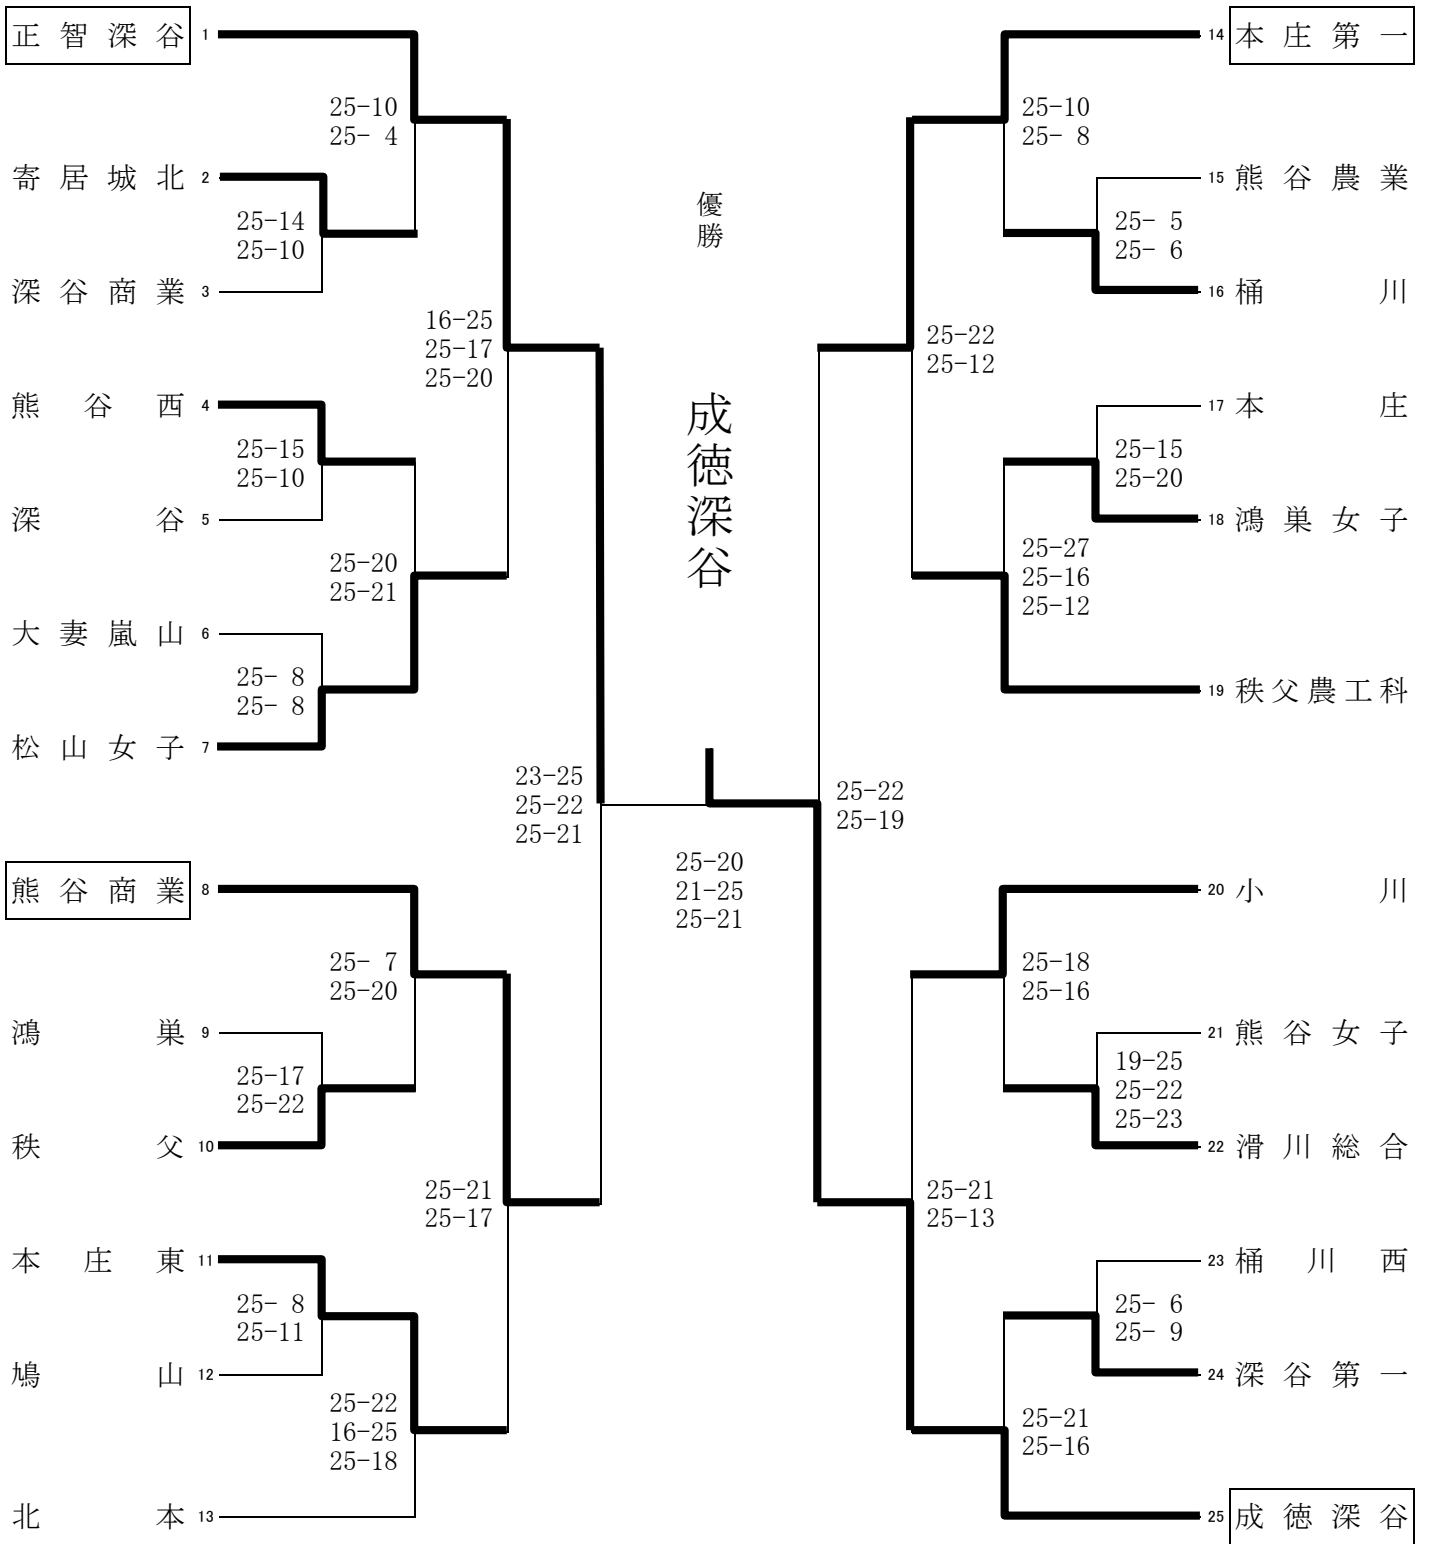 正智深谷 1
25-10
25- 4
寄居城北 2
25-14
25-10
深谷商業 3
16-25
25-17
25-20
熊谷西 4
25-15
25-10
深谷 5
25-20
25-21
大妻嵐山 6
25- 8
25- 8
松山女子 7
23-25
25-22
25-21
熊谷商業 8
25- 7
25-20
鴻巣 9
25-17
25-22
秩父 10
25-21
25-17
本庄東 11
25- 8
25-11
鳩山 12
25-22
16-25
25-18
北本 13
優勝
成徳深谷
25-20
21-25
25-21
14 本庄第一
25-10
25- 8
15 熊谷農業
25- 5
25- 6
16 桶川
25-22
25-12
17 本庄
25-15
25-20
18 鴻巣女子
25-27
25-16
25-12
19 秩父農工科
25-22
25-19
20 小川
25-18
25-16
21 熊谷女子
19-25
25-22
25-23
22 滑川総合
25-21
25-13
23 桶川西
25- 6
25- 9
24 深谷第一
25-21
25-16
25 成徳深谷